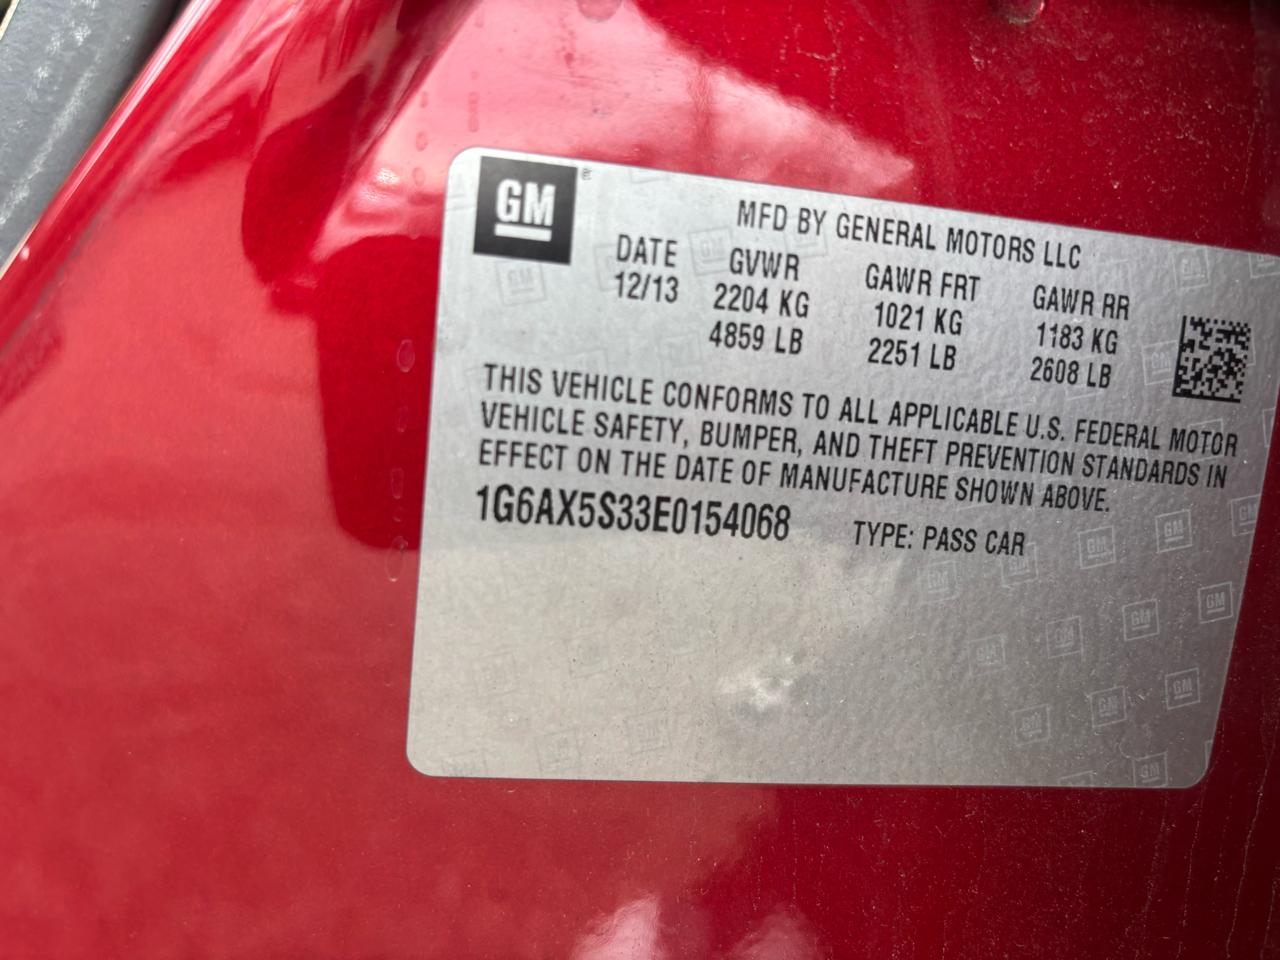 GM
MFD BY GENERAL MOTORS LLC
DATE GVWR GAWR FRT GAWR RR
12/13 2204 KG 1021 KG 1183 KG
4859 LB 2251 LB 2608 LB
THIS VEHICLE CONFORMS TO ALL APPLICABLE U.S. FEDERAL MOTOR
VEHICLE SAFETY, BUMPER, AND THEFT PREVENTION STANDARDS IN
EFFECT ON THE DATE OF MANUFACTURE SHOWN ABOVE.
1G6AX5S33E0154068 TYPE: PASS CAR